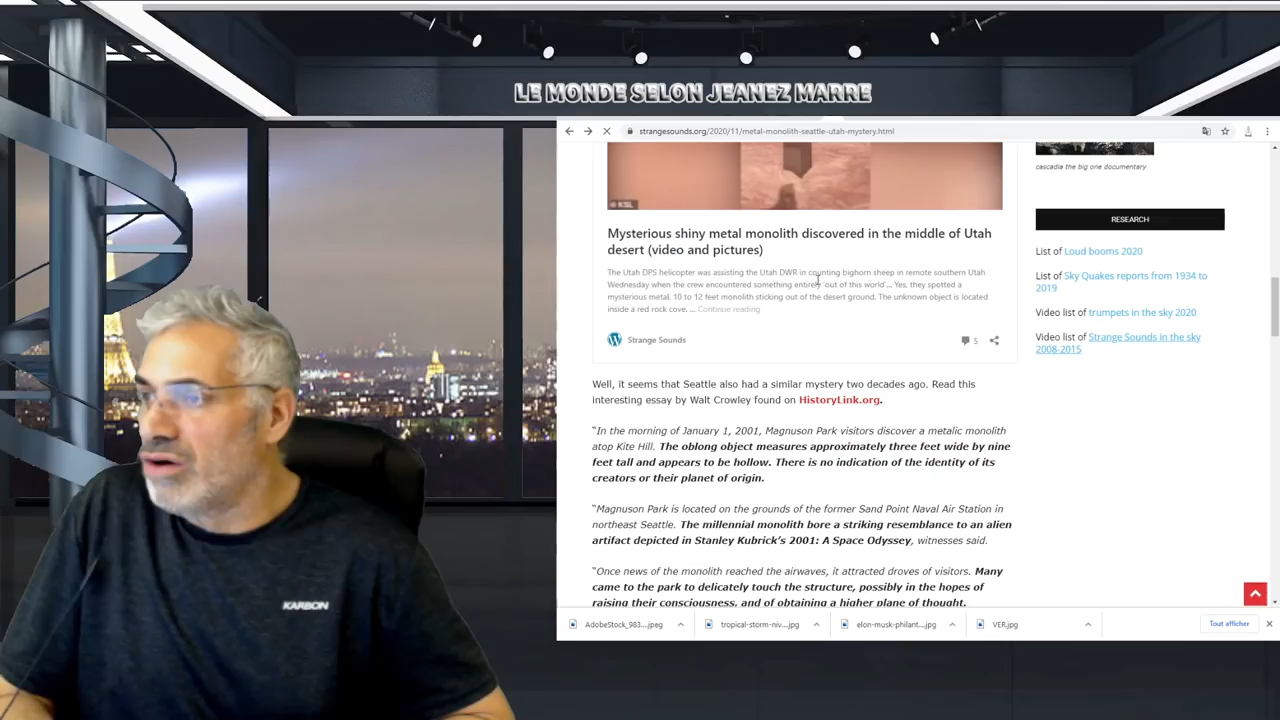 LE MONDE SELON JEANEZ MARRE
strangesounds.org/2020/11/metal-monolith-seattle-utah-mystery.html
KSL
Mysterious shiny metal monolith discovered in the middle of Utah
desert (video and pictures)
The Utah DPS helicopter was assisting the Utah DWR in counting bighorn sheep in remote southern Utah
Wednesday when the crew encountered something entirely 'out of this world'... Yes, they spotted a
mysterious metal, 10 to 12 feet monolith sticking out of the desert ground. The unknown object is located
inside a red rock cove. ... Continue reading
Strange Sounds
5
Well, it seems that Seattle also had a similar mystery two decades ago. Read this
interesting essay by Walt Crowley found on HistoryLink.org.
"In the morning of January 1, 2001, Magnuson Park visitors discover a metalic monolith
atop Kite Hill. The oblong object measures approximately three feet wide by nine
feet tall and appears to be hollow. There is no indication of the identity of its
creators or their planet of origin.
"Magnuson Park is located on the grounds of the former Sand Point Naval Air Station in
northeast Seattle. The millennial monolith bore a striking resemblance to an alien
artifact depicted in Stanley Kubrick's 2001: A Space Odyssey, witnesses said.
"Once news of the monolith reached the airwaves, it attracted droves of visitors. Many
came to the park to delicately touch the structure, possibly in the hopes of
raising their consciousness, and of obtaining a higher plane of thought.
cascadia the big one documentary
RESEARCH
List of Loud booms 2020
List of Sky Quakes reports from 1934 to
2019
Video list of trumpets in the sky 2020
Video list of Strange Sounds in the sky
2008-2015
AdobeStock_983....jpeg
tropical-storm-niv....jpg
elon-musk-philant....jpg
VER.jpg
Tout afficher
KARBON